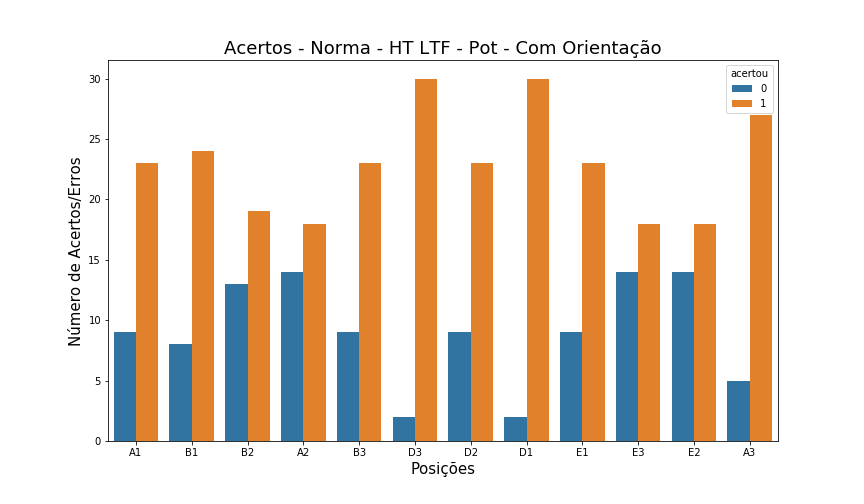 Acertos - Norma - HT LTF - Pot - Com Orientação
acertou
0
1
Número de Acertos/Erros
30
25
20
15
10
5
0
A1 B1 B2 A2 B3 D3 D2 D1 E1 E3 E2 A3
Posições